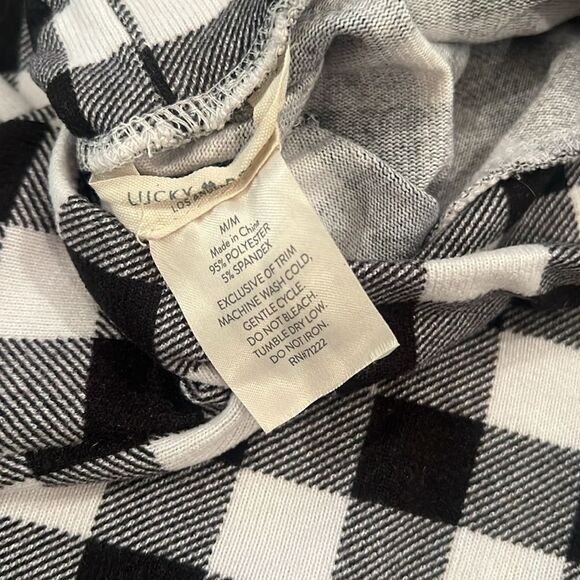 LUCKY
LOS
M/M
Made in China
95% POLYESTER
5% SPANDEX
EXCLUSIVE OF TRIM
MACHINE WASH COLD,
GENTLE CYCLE.
DO NOT BLEACH.
TUMBLE DRY LOW.
DO NOT IRON.
RN#71222